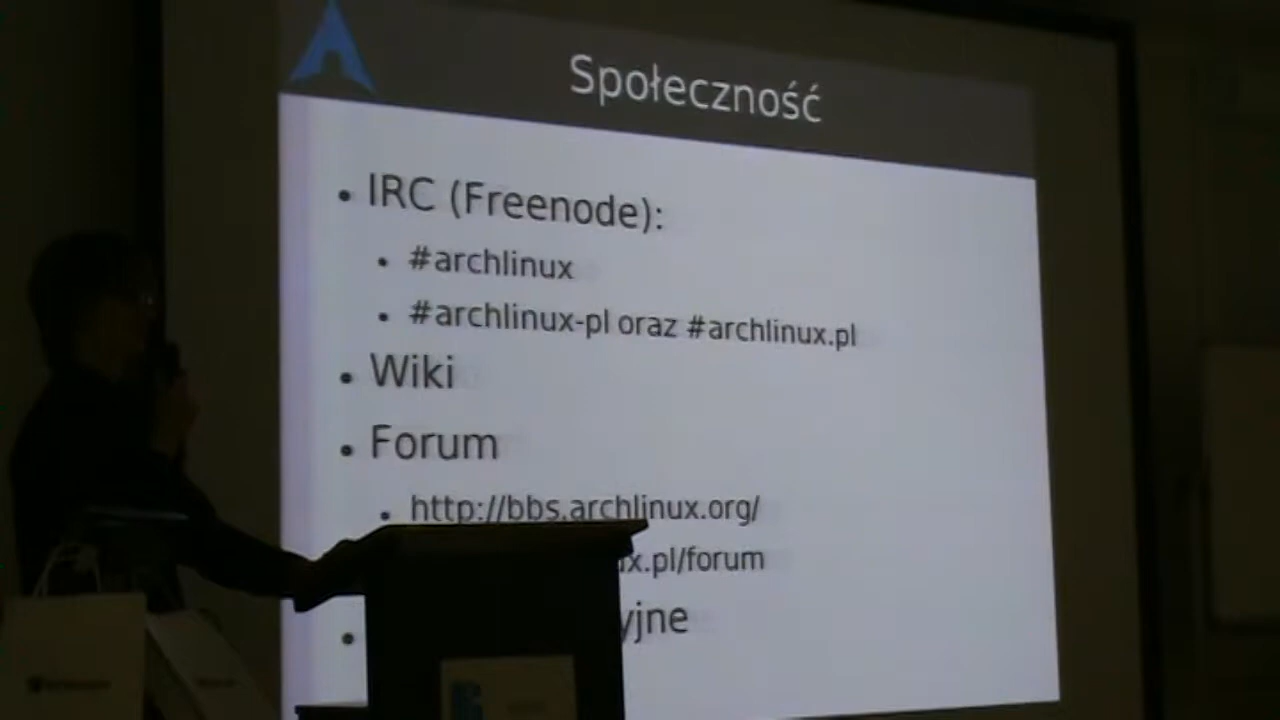 Społeczność
• IRC (Freenode):
• #archlinux
• #archlinux-pl oraz #archlinux.pl
• Wiki
• Forum
• http://bbs.archlinux.org/
x.pl/forum
• yjne